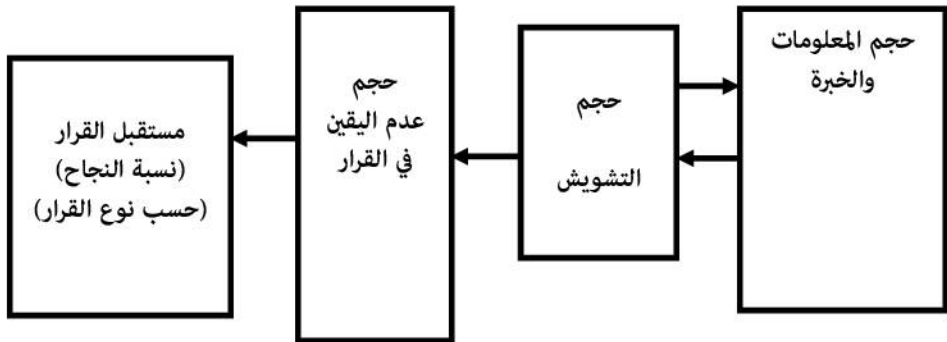 حجم المعلومات
والخبرة
حجم
التشويش
حجم
عدم اليقين
في القرار
مستقبل القرار
(نسبة النجاح)
(حسب نوع القرار)